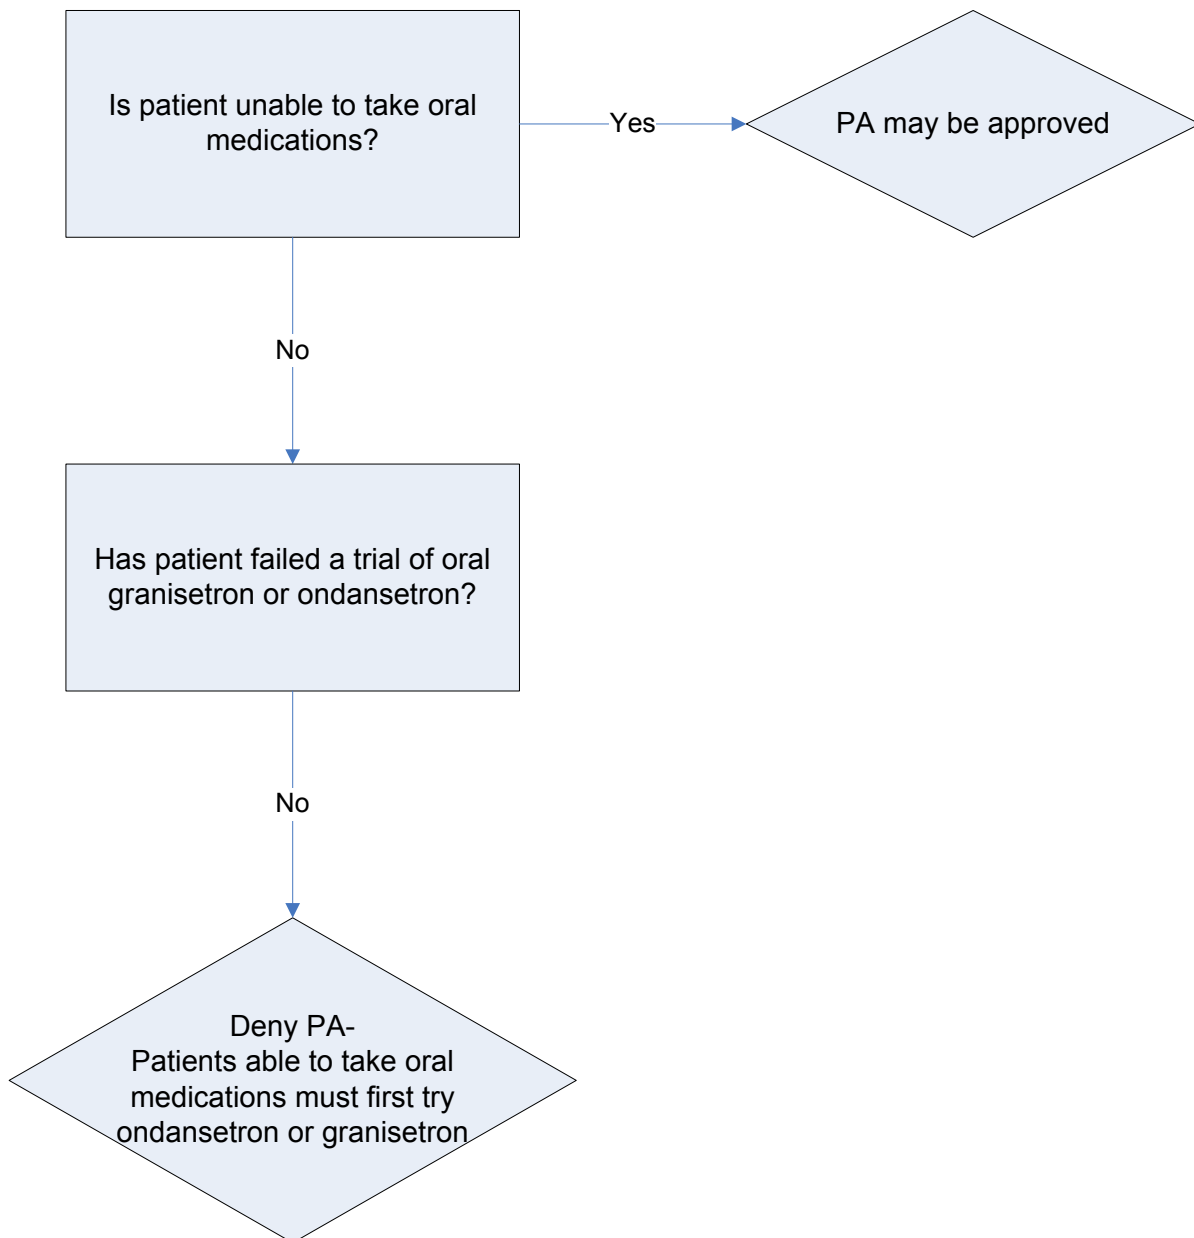 Is patient unable to take oral
medications?
Yes
PA may be approved
No
Has patient failed a trial of oral
granisetron or ondansetron?
No
Deny PA-
Patients able to take oral
medications must first try
ondansetron or granisetron